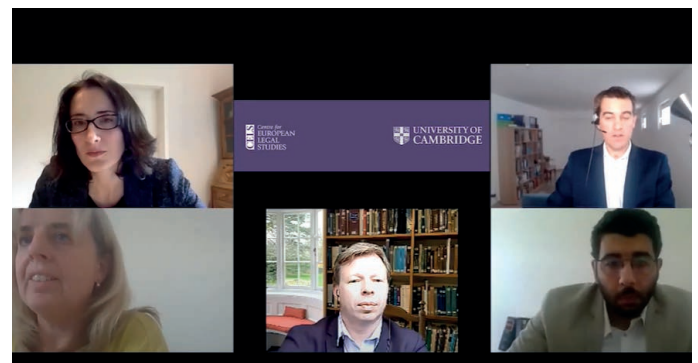 CELS
Centre for
EUROPEAN
LEGAL
STUDIES
UNIVERSITY OF
CAMBRIDGE